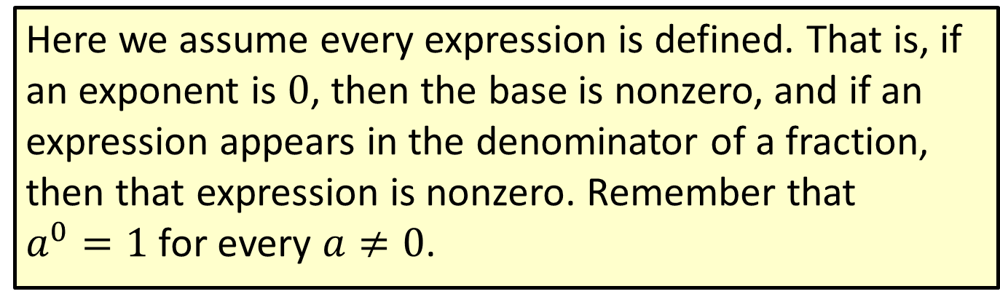 Here we assume every expression is defined. That is, if
an exponent is 0, then the base is nonzero, and if an
expression appears in the denominator of a fraction,
then that expression is nonzero. Remember that
a⁰ = 1 for every a ≠ 0.